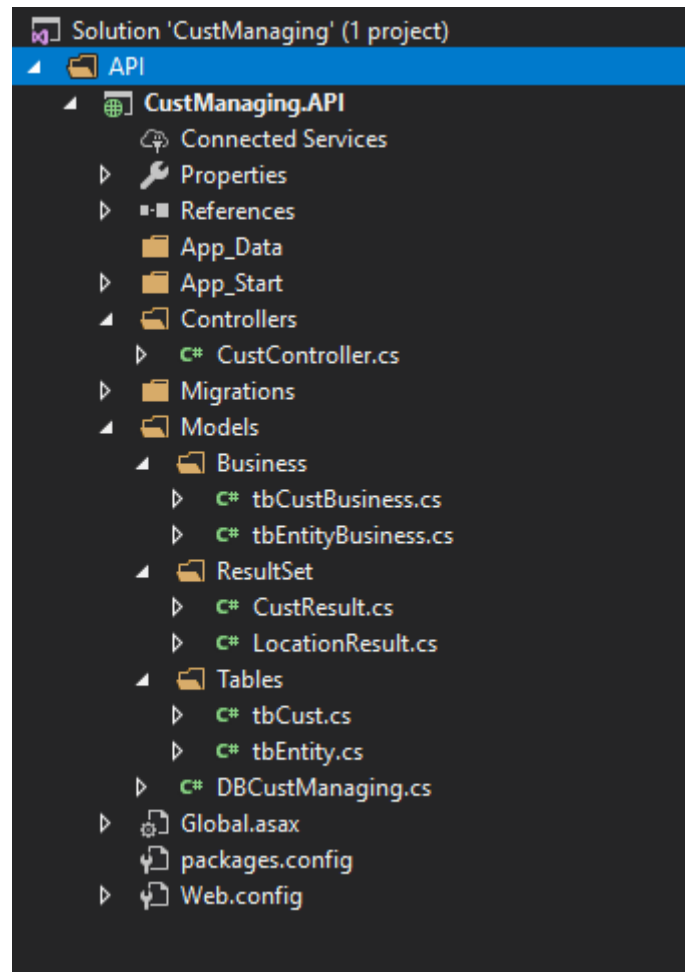 Solution 'CustManaging' (1 project)
API
CustManaging.API
Connected Services
Properties
References
App_Data
App_Start
Controllers
C# CustController.cs
Migrations
Models
Business
C# tbCustBusiness.cs
C# tbEntityBusiness.cs
ResultSet
C# CustResult.cs
C# LocationResult.cs
Tables
C# tbCust.cs
C# tbEntity.cs
C# DBCustManaging.cs
Global.asax
packages.config
Web.config